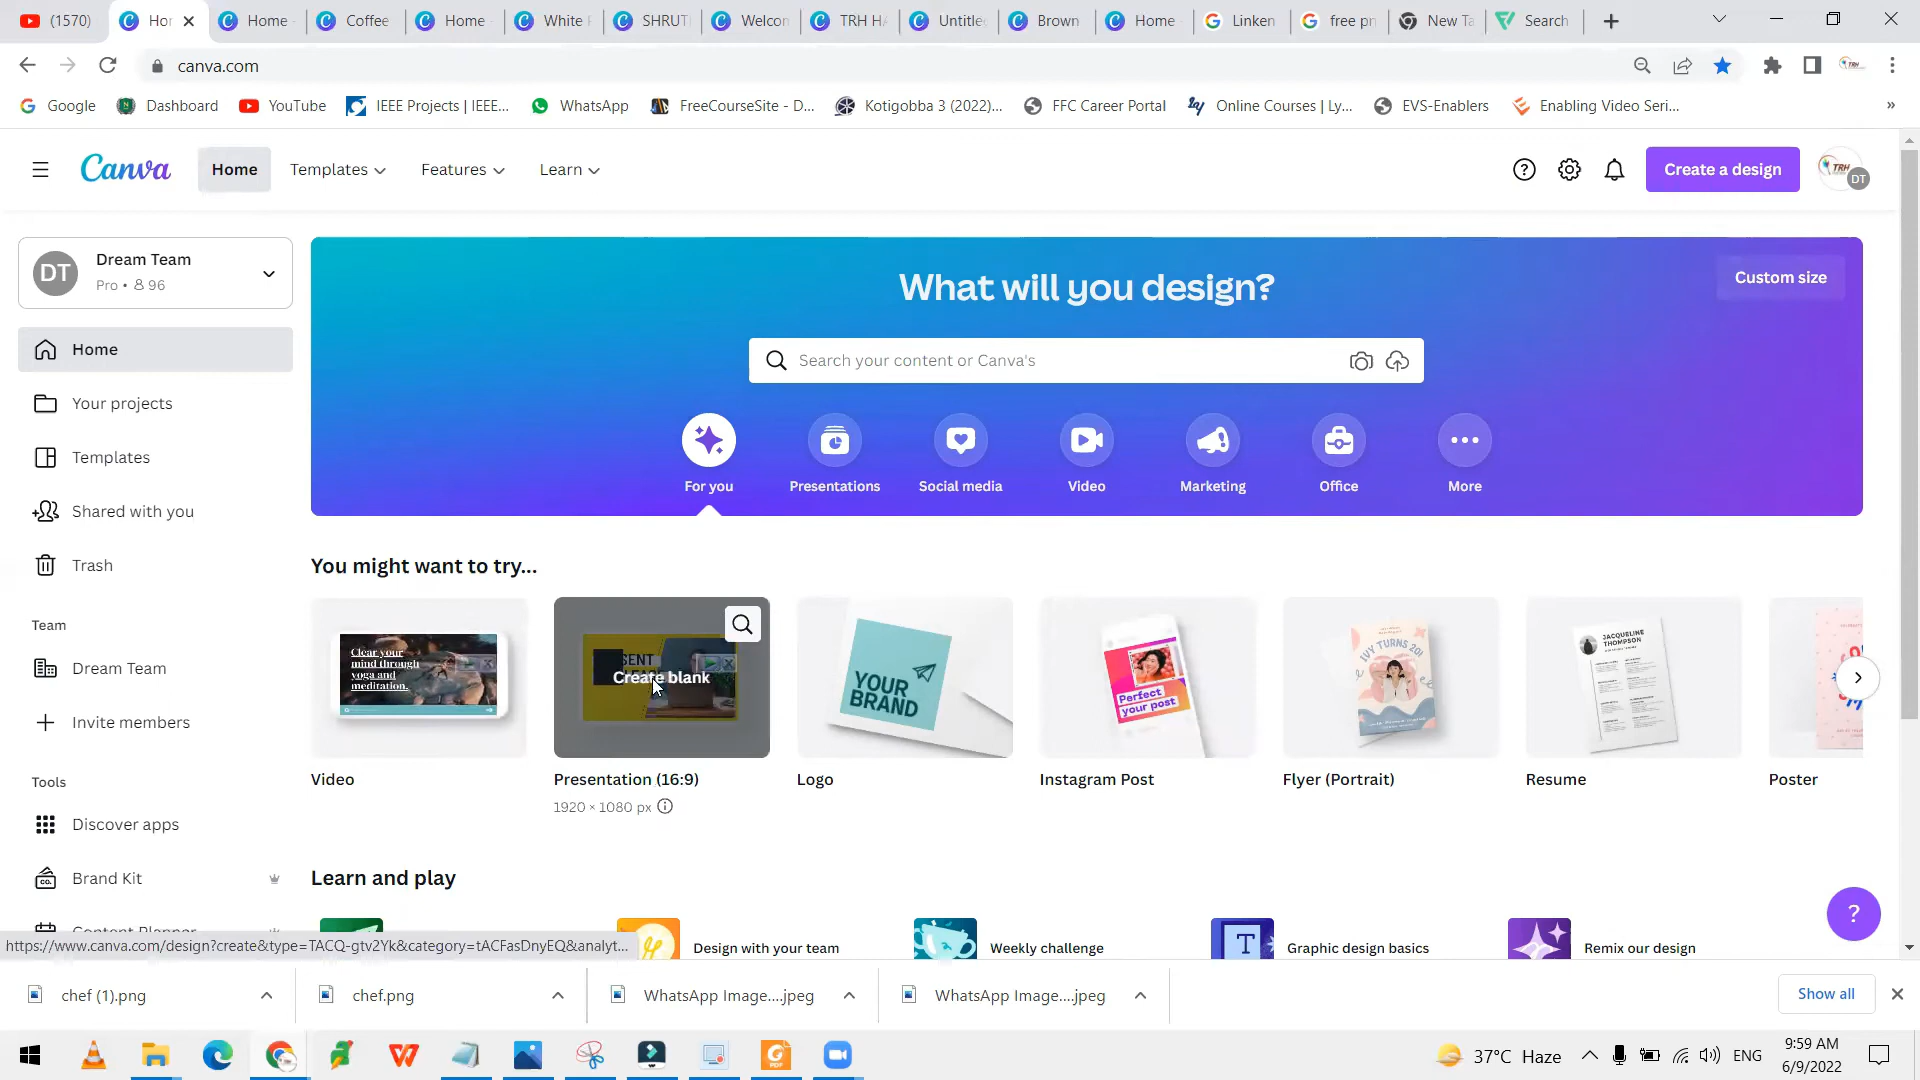 (1570)
Hor
Home
Coffee
Home
White
SHRUT
Welcon
TRH HA
Untitle
Brown
Home
Linken
free pn
New Ta
Search
canva.com
Google
Dashboard
YouTube
IEEE Projects | IEEE...
WhatsApp
FreeCourseSite - D...
Kotigobba 3 (2022)...
FFC Career Portal
Online Courses | Ly...
EVS-Enablers
Enabling Video Seri...
Canva
Home
Templates
Features
Learn
Create a design
TRH
DT
DT
Dream Team
Pro • 96
Home
Your projects
Templates
Shared with you
Trash
Team
Dream Team
Invite members
Tools
Discover apps
Brand Kit
Content Planner
What will you design?
Custom size
Search your content or Canva's
For you
Presentations
Social media
Video
Marketing
Office
More
You might want to try...
Clear your
mind through
yoga and
meditation.
Create blank
YOUR
BRAND
Perfect
your post
IVY TURNS 20!
JACQUELINE
THOMPSON
Video
Presentation (16:9)
1920 × 1080 px
Logo
Instagram Post
Flyer (Portrait)
Resume
Poster
Learn and play
Design with your team
Weekly challenge
Graphic design basics
Remix our design
?
https://www.canva.com/design?create&type=TACQ-gtv2Yk&category=tACFasDnyEQ&analyt...
chef (1).png
chef.png
WhatsApp Image....jpeg
WhatsApp Image....jpeg
Show all
37°C Haze
ENG
9:59 AM
6/9/2022